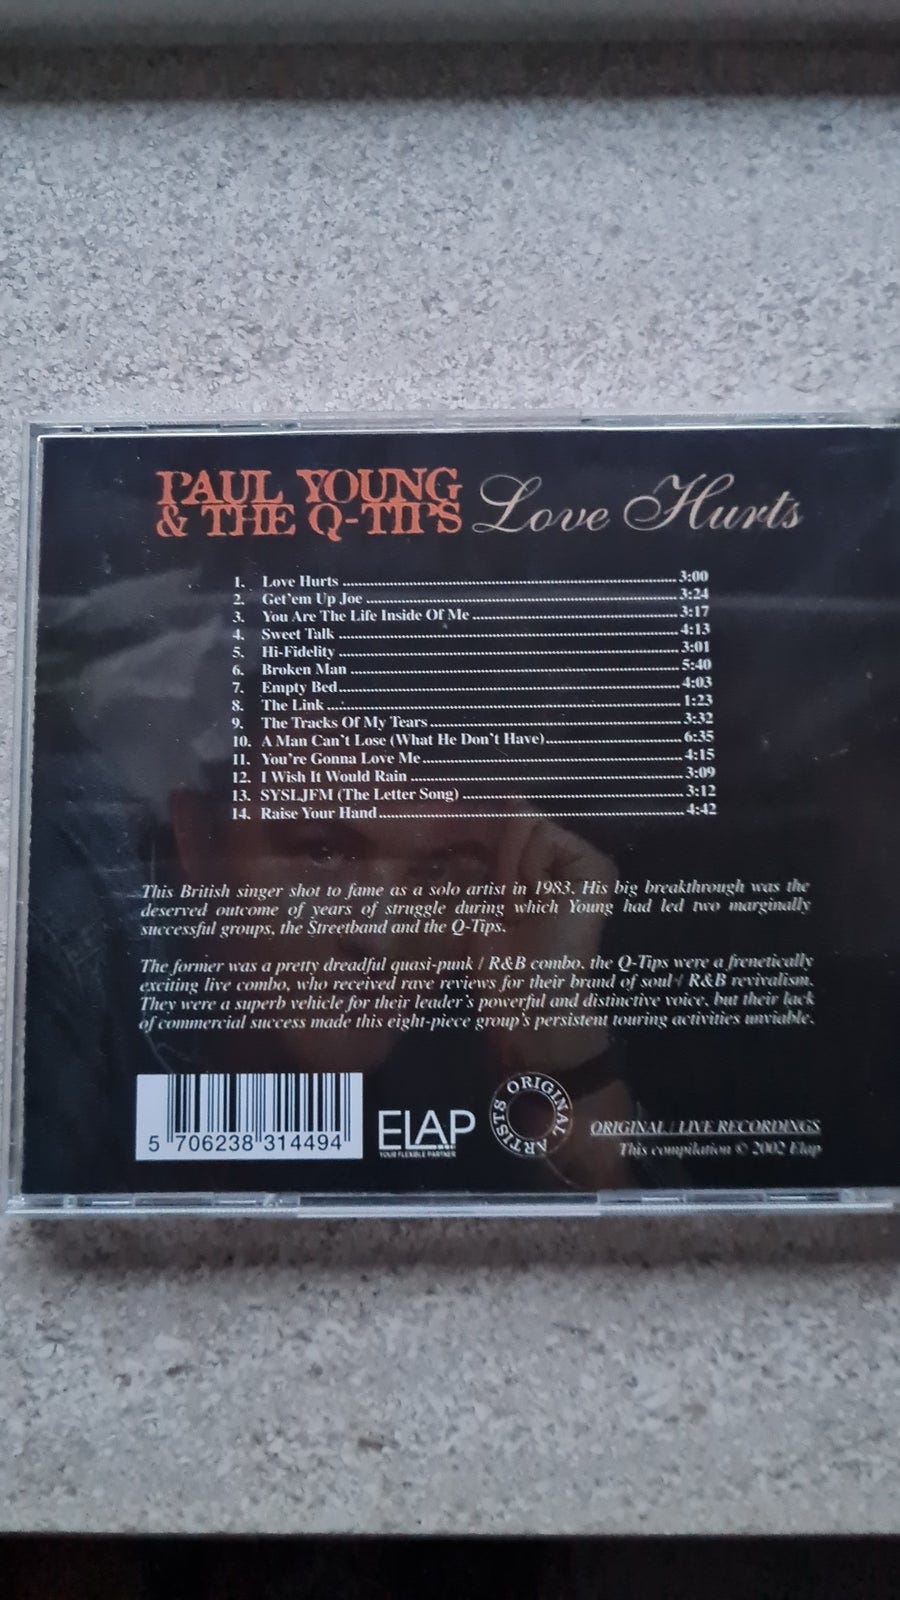 PAUL YOUNG
& THE Q-TIPS
Love Hurts
1. Love Hurts 3:00
2. Get'em Up Joe 3:24
3. You Are The Life Inside Of Me 3:17
4. Sweet Talk 4:13
5. Hi-Fidelity 3:01
6. Broken Man 5:40
7. Empty Bed 4:03
8. The Link 1:23
9. The Tracks Of My Tears 3:32
10. A Man Can't Lose (What He Don't Have) 6:35
11. You're Gonna Love Me 4:15
12. I Wish It Would Rain 3:09
13. SYSLJFM (The Letter Song) 3:12
14. Raise Your Hand 4:42
This British singer shot to fame as a solo artist in 1983. His big breakthrough was the
deserved outcome of years of struggle during which Young had led two marginally
successful groups, the Streetband and the Q-Tips.
The former was a pretty dreadful quasi-punk / R&B combo, the Q-Tips were a frenetically
exciting live combo, who received rave reviews for their brand of soul / R&B revivalism.
They were a superb vehicle for their leader's powerful and distinctive voice, but their lack
of commercial success made this eight-piece group's persistent touring activities unviable.
5 706238 314494
ELAP
YOUR FLEXIBLE PARTNER
ORIGINAL ARTISTS
ORIGINAL / LIVE RECORDINGS
This compilation © 2002 Elap